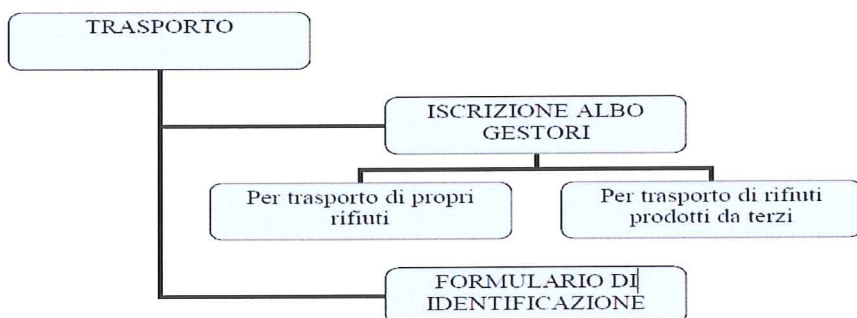 TRASPORTO
ISCRIZIONE ALBO
GESTORI
Per trasporto di propri
rifiuti
Per trasporto di rifiuti
prodotti da terzi
FORMULARIO DI
IDENTIFICAZIONE